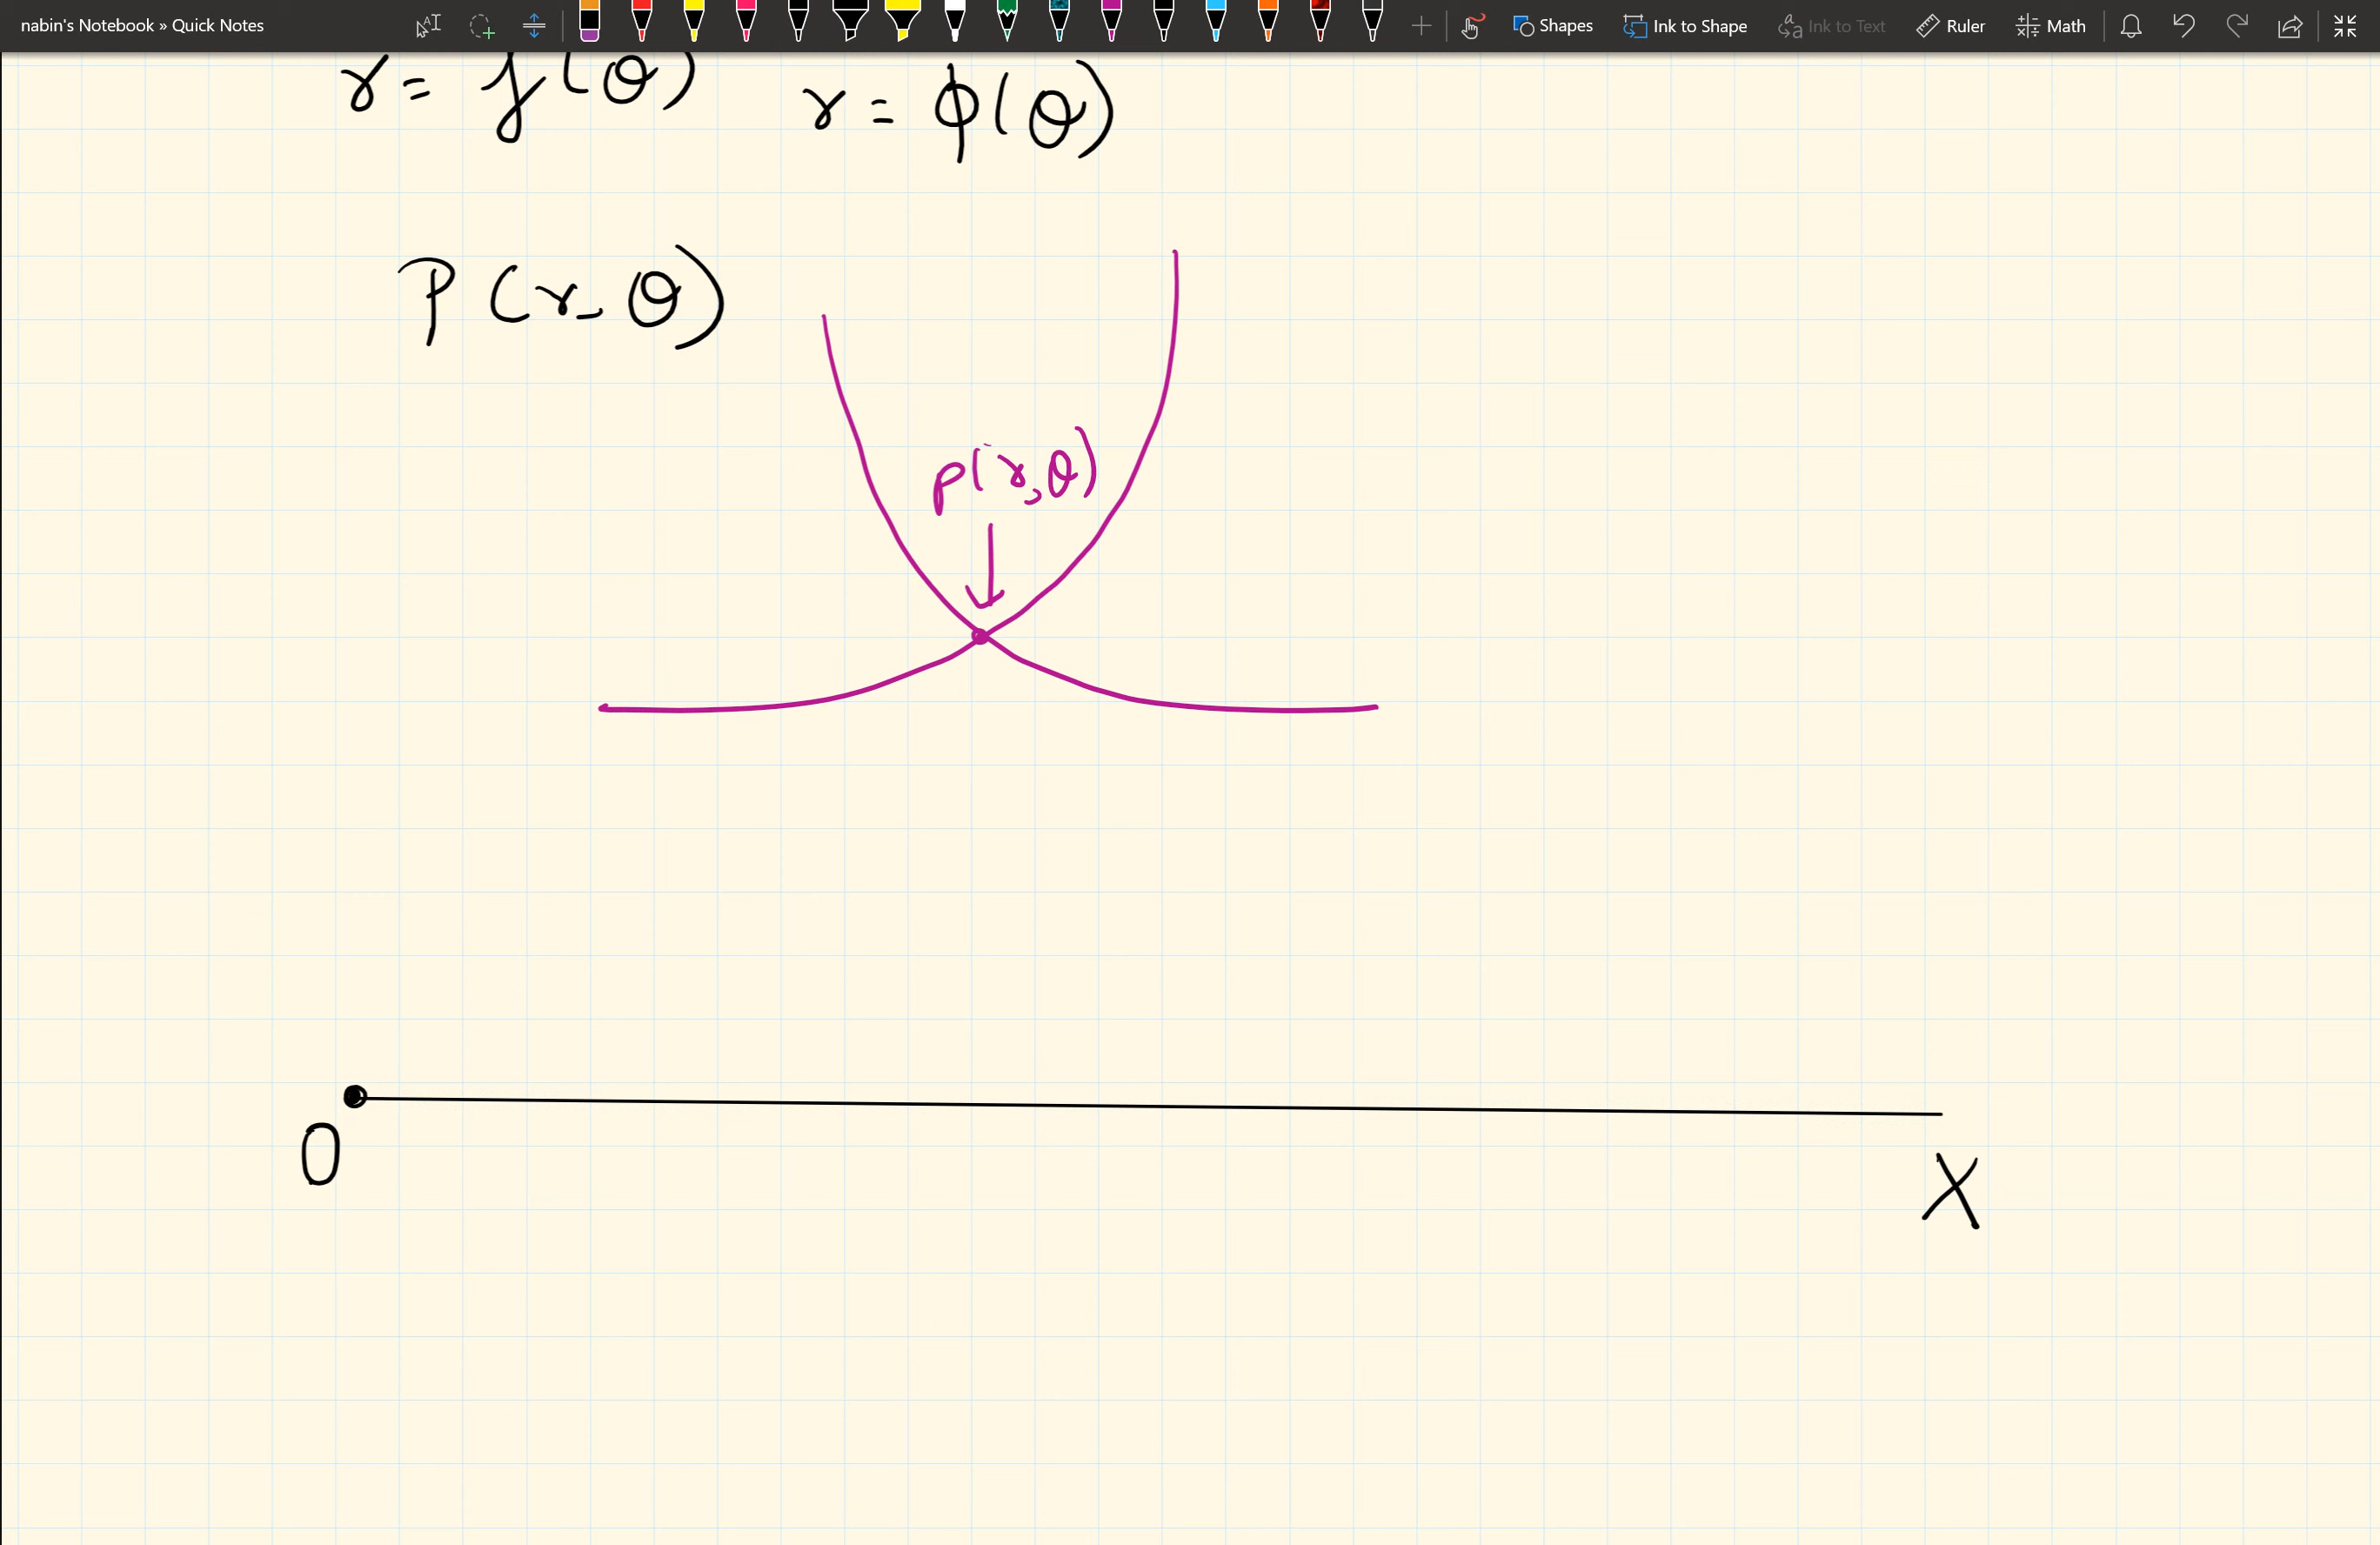 nabin's Notebook » Quick Notes Shapes Ink to Shape Ink to Text Ruler Math
r = f(θ) r = φ(θ)
P(r, θ)
P(r, θ)
O
X